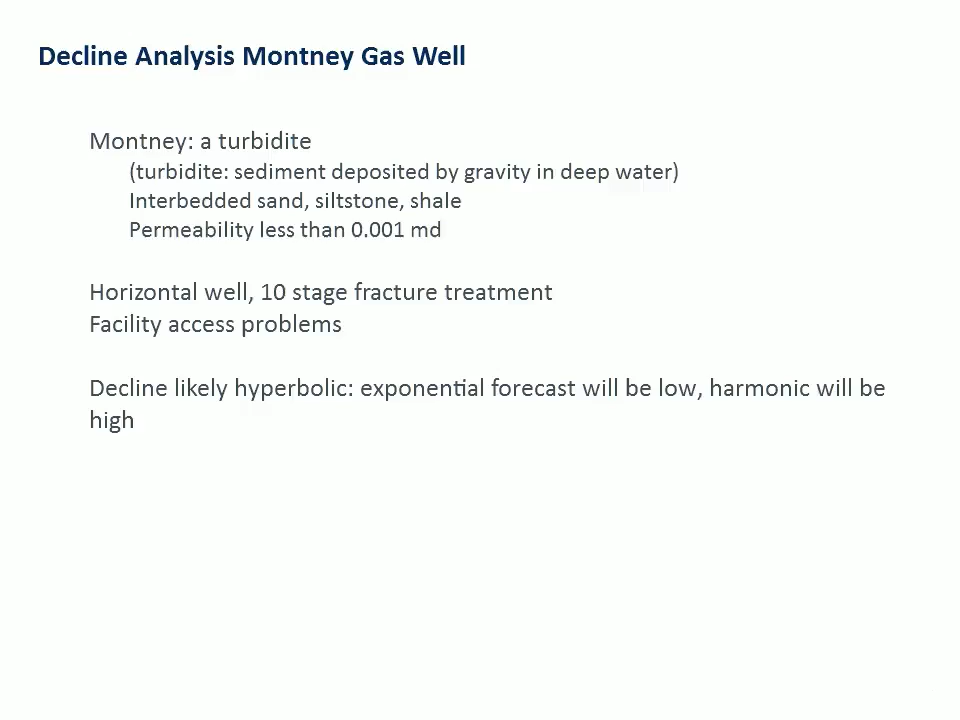 Decline Analysis Montney Gas Well
Montney: a turbidite
(turbidite: sediment deposited by gravity in deep water)
Interbedded sand, siltstone, shale
Permeability less than 0.001 md
Horizontal well, 10 stage fracture treatment
Facility access problems
Decline likely hyperbolic: exponential forecast will be low, harmonic will be
high